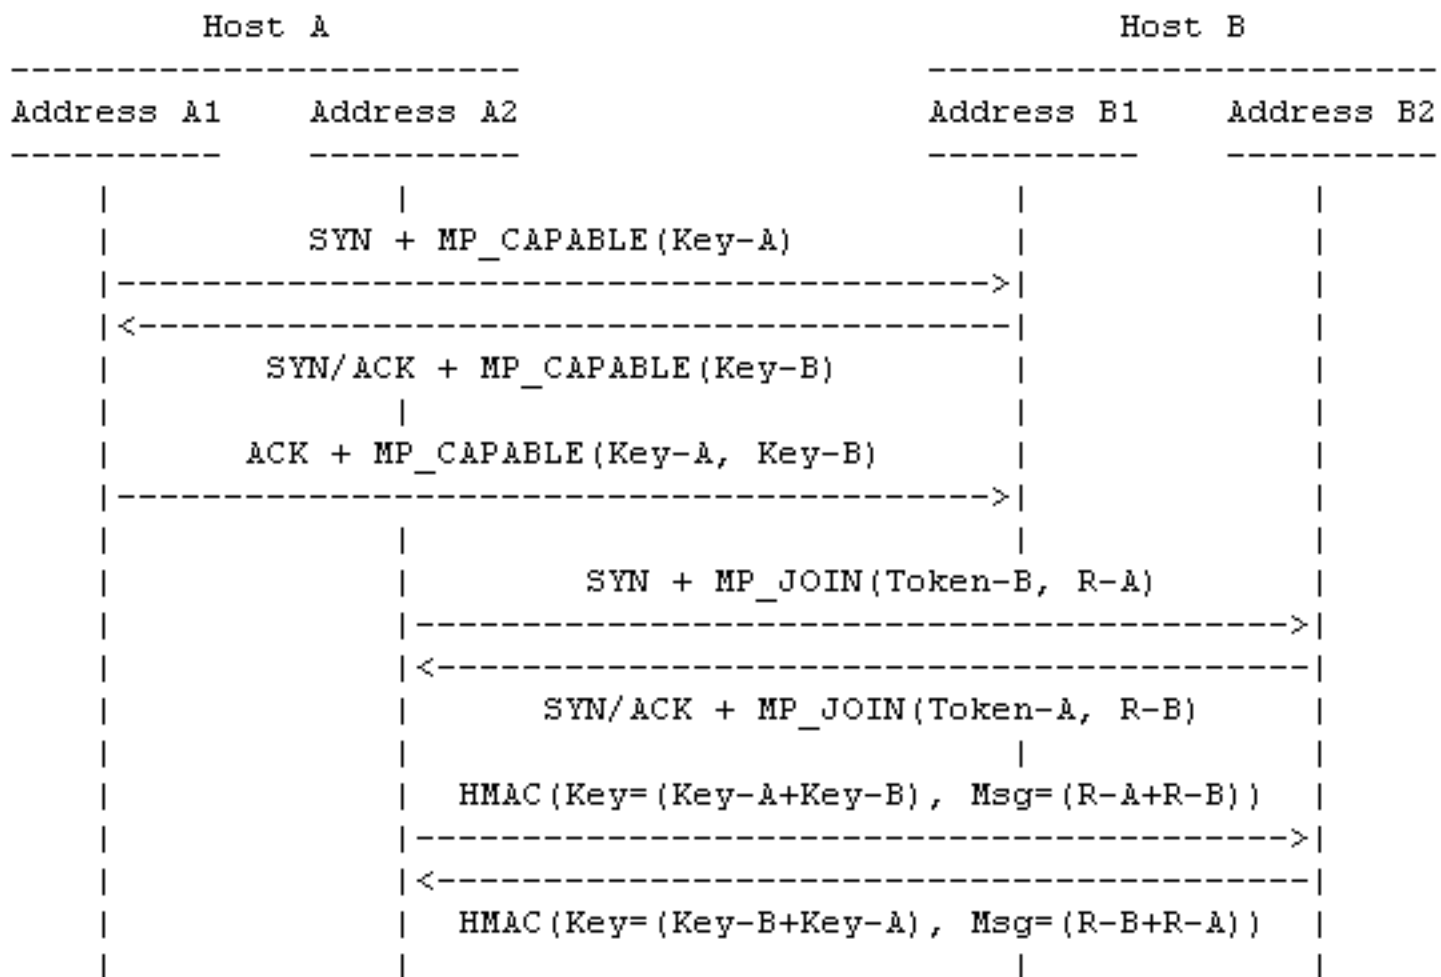 Host A Host B
Address A1 Address A2 Address B1 Address B2
SYN + MP_CAPABLE(Key-A)
SYN/ACK + MP_CAPABLE(Key-B)
ACK + MP_CAPABLE(Key-A, Key-B)
SYN + MP_JOIN(Token-B, R-A)
SYN/ACK + MP_JOIN(Token-A, R-B)
HMAC(Key=(Key-A+Key-B), Msg=(R-A+R-B))
HMAC(Key=(Key-B+Key-A), Msg=(R-B+R-A))